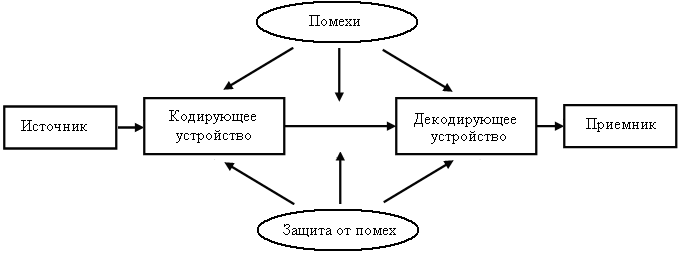 Помехи
Источник
Кодирующее
устройство
Декодирующее
устройство
Приемник
Защита от помех